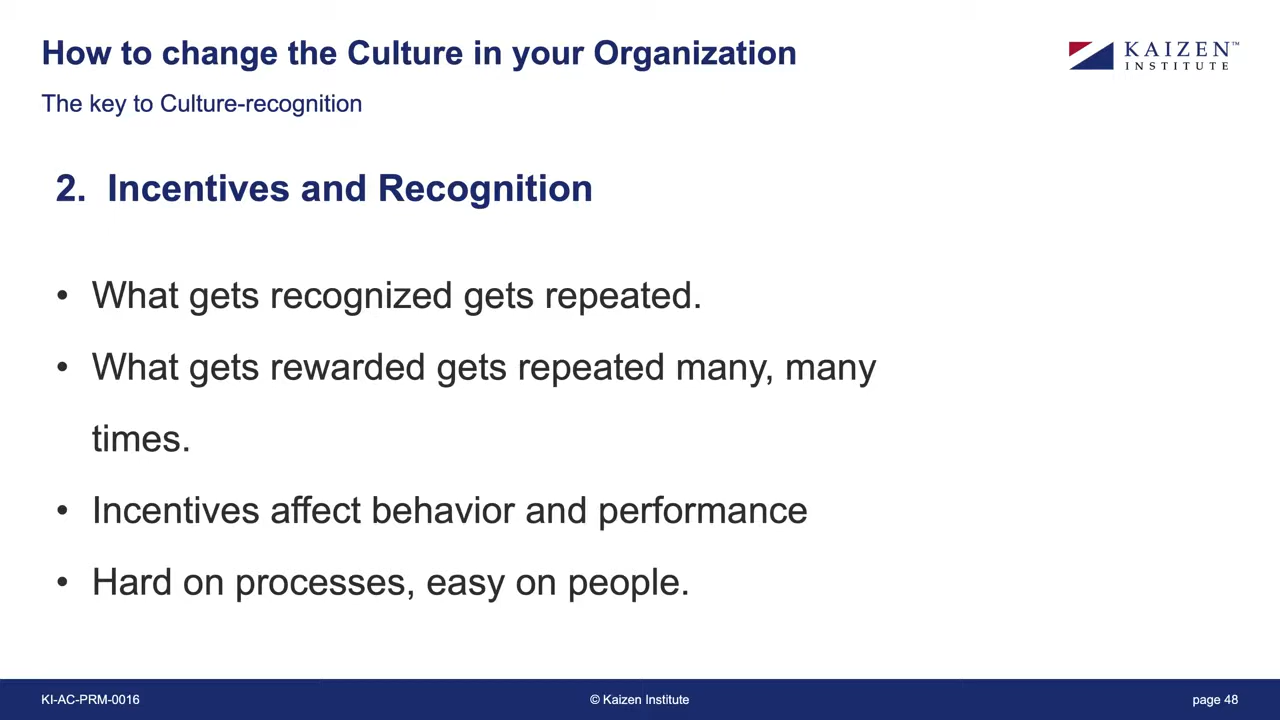 How to change the Culture in your Organization
KAIZEN™
INSTITUTE
The key to Culture-recognition
2. Incentives and Recognition
• What gets recognized gets repeated.
• What gets rewarded gets repeated many, many
times.
• Incentives affect behavior and performance
• Hard on processes, easy on people.
KI-AC-PRM-0016
© Kaizen Institute
page 48